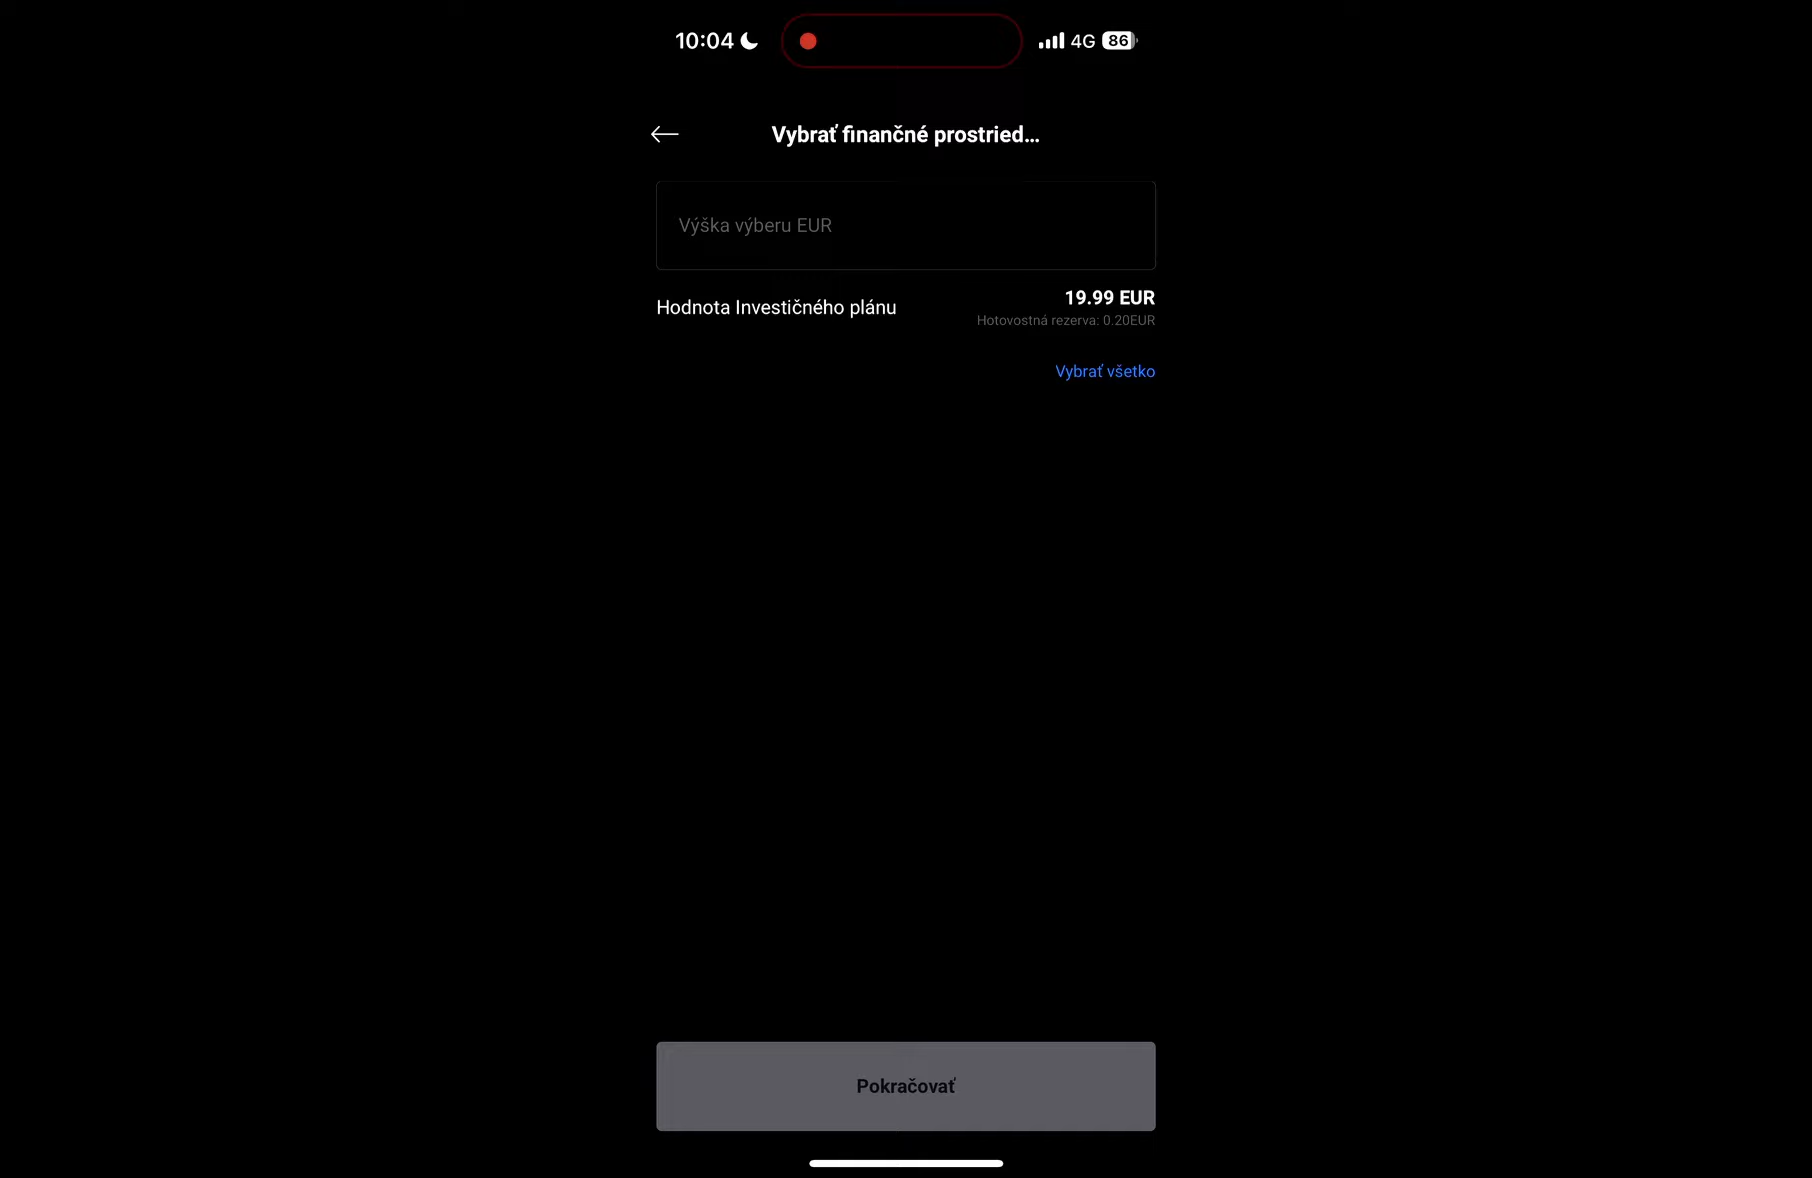 10:04 4G 86
Vybrať finančné prostried...
Výška výberu EUR
Hodnota Investičného plánu 19.99 EUR
Hotovostná rezerva: 0.20EUR
Vybrať všetko
Pokračovať